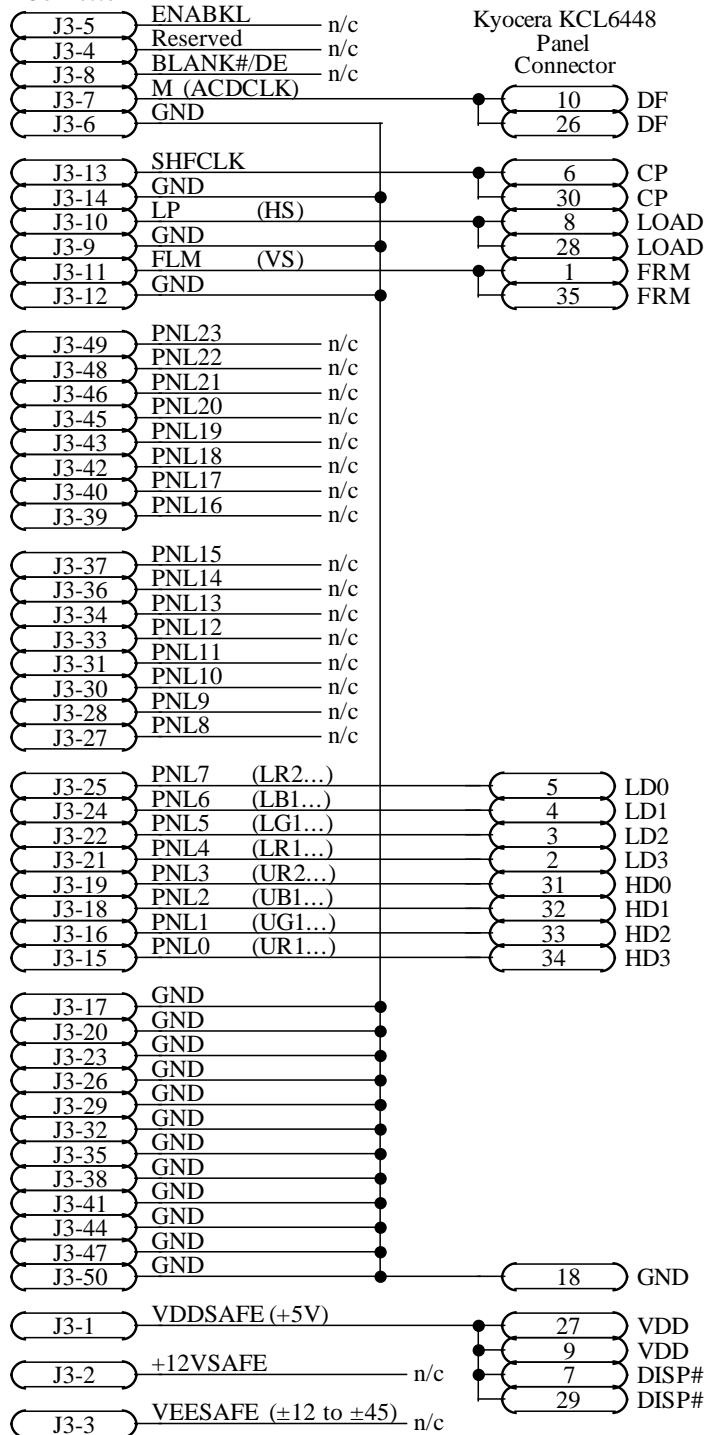 J3-5 ENABKL n/c Kyocera KCL6448
J3-4 Reserved n/c Panel
J3-8 BLANK#/DE n/c Connector
J3-7 M (ACDCLK) 10 DF
J3-6 GND 26 DF
J3-13 SHFCLK 6 CP
J3-14 GND 30 CP
J3-10 LP (HS) 8 LOAD
J3-9 GND 28 LOAD
J3-11 FLM (VS) 1 FRM
J3-12 GND 35 FRM
J3-49 PNL23 n/c
J3-48 PNL22 n/c
J3-46 PNL21 n/c
J3-45 PNL20 n/c
J3-43 PNL19 n/c
J3-42 PNL18 n/c
J3-40 PNL17 n/c
J3-39 PNL16 n/c
J3-37 PNL15 n/c
J3-36 PNL14 n/c
J3-34 PNL13 n/c
J3-33 PNL12 n/c
J3-31 PNL11 n/c
J3-30 PNL10 n/c
J3-28 PNL9 n/c
J3-27 PNL8 n/c
J3-25 PNL7 (LR2...) 5 LD0
J3-24 PNL6 (LB1...) 4 LD1
J3-22 PNL5 (LG1...) 3 LD2
J3-21 PNL4 (LR1...) 2 LD3
J3-19 PNL3 (UR2...) 31 HD0
J3-18 PNL2 (UB1...) 32 HD1
J3-16 PNL1 (UG1...) 33 HD2
J3-15 PNL0 (UR1...) 34 HD3
J3-17 GND
J3-20 GND
J3-23 GND
J3-26 GND
J3-29 GND
J3-32 GND
J3-35 GND
J3-38 GND
J3-41 GND
J3-44 GND
J3-47 GND
J3-50 GND 18 GND
J3-1 VDDSAFE (+5V) 27 VDD
9 VDD
J3-2 +12VSAFE n/c 7 DISP#
29 DISP#
J3-3 VEESAFE (±12 to ±45) n/c